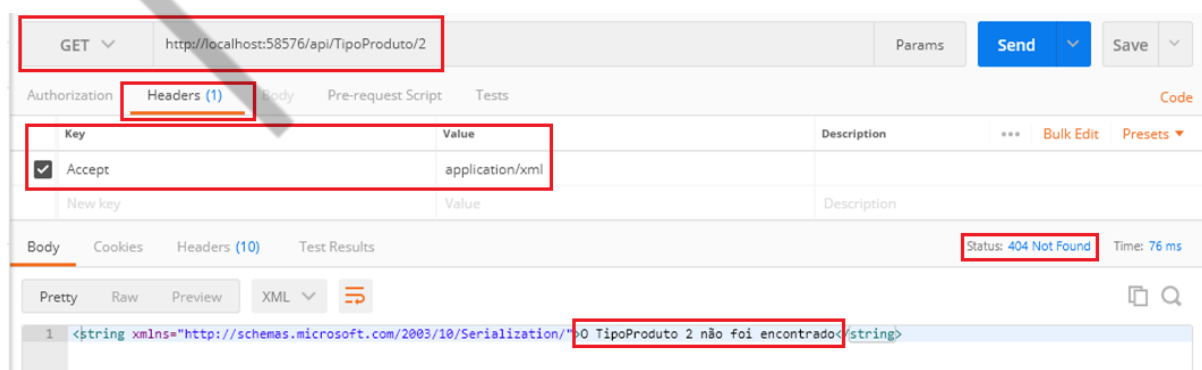 GET http://localhost:58576/api/TipoProduto/2 Params Send Save
Authorization Headers (1) Body Pre-request Script Tests Code
Key Value Description Bulk Edit Presets
Accept application/xml
New key Value Description
Body Cookies Headers (10) Test Results Status: 404 Not Found Time: 76 ms
Pretty Raw Preview XML
1 <string xmlns="http://schemas.microsoft.com/2003/10/Serialization/">O TipoProduto 2 não foi encontrado</string>